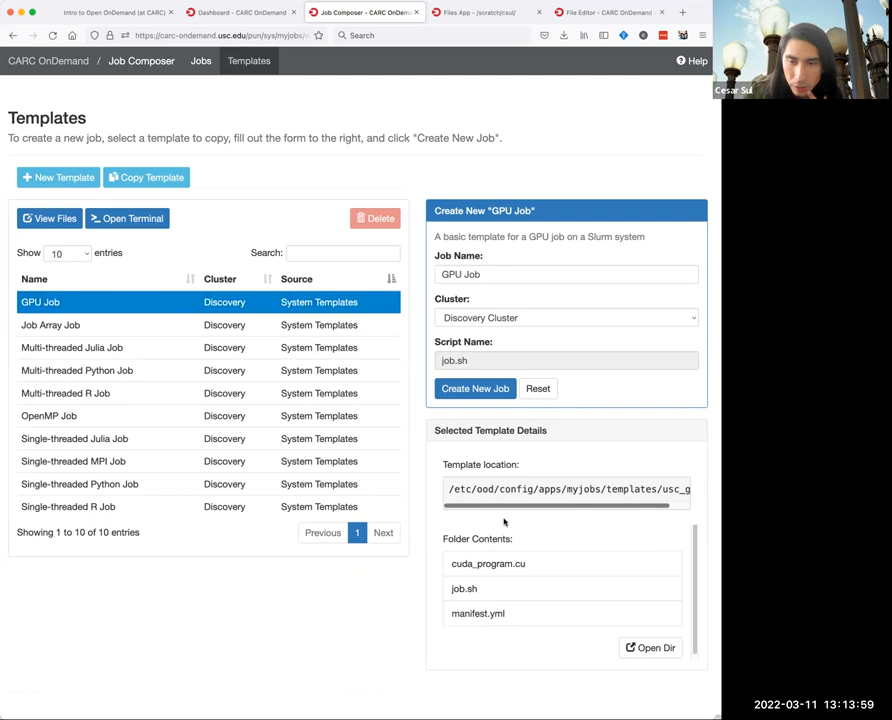 Intro to Open OnDemand (at CARC) ×
Dashboard - CARC OnDemand ×
Job Composer - CARC OnDem ×
Files App - /scratch/csul/ ×
File Editor - CARC OnDemand ×
https://carc-ondemand.usc.edu/pun/sys/myjobs/
Search
CARC OnDemand / Job Composer Jobs Templates Help
Cesar Sul
Templates
To create a new job, select a template to copy, fill out the form to the right, and click "Create New Job".
New Template Copy Template
View Files Open Terminal Delete
Show 10 entries Search:
Name Cluster Source
GPU Job Discovery System Templates
Job Array Job Discovery System Templates
Multi-threaded Julia Job Discovery System Templates
Multi-threaded Python Job Discovery System Templates
Multi-threaded R Job Discovery System Templates
OpenMP Job Discovery System Templates
Single-threaded Julia Job Discovery System Templates
Single-threaded MPI Job Discovery System Templates
Single-threaded Python Job Discovery System Templates
Single-threaded R Job Discovery System Templates
Showing 1 to 10 of 10 entries Previous 1 Next
Create New "GPU Job"
A basic template for a GPU job on a Slurm system
Job Name:
GPU Job
Cluster:
Discovery Cluster
Script Name:
job.sh
Create New Job Reset
Selected Template Details
Template location:
/etc/ood/config/apps/myjobs/templates/usc_g
Folder Contents:
cuda_program.cu
job.sh
manifest.yml
Open Dir
2022-03-11 13:13:59